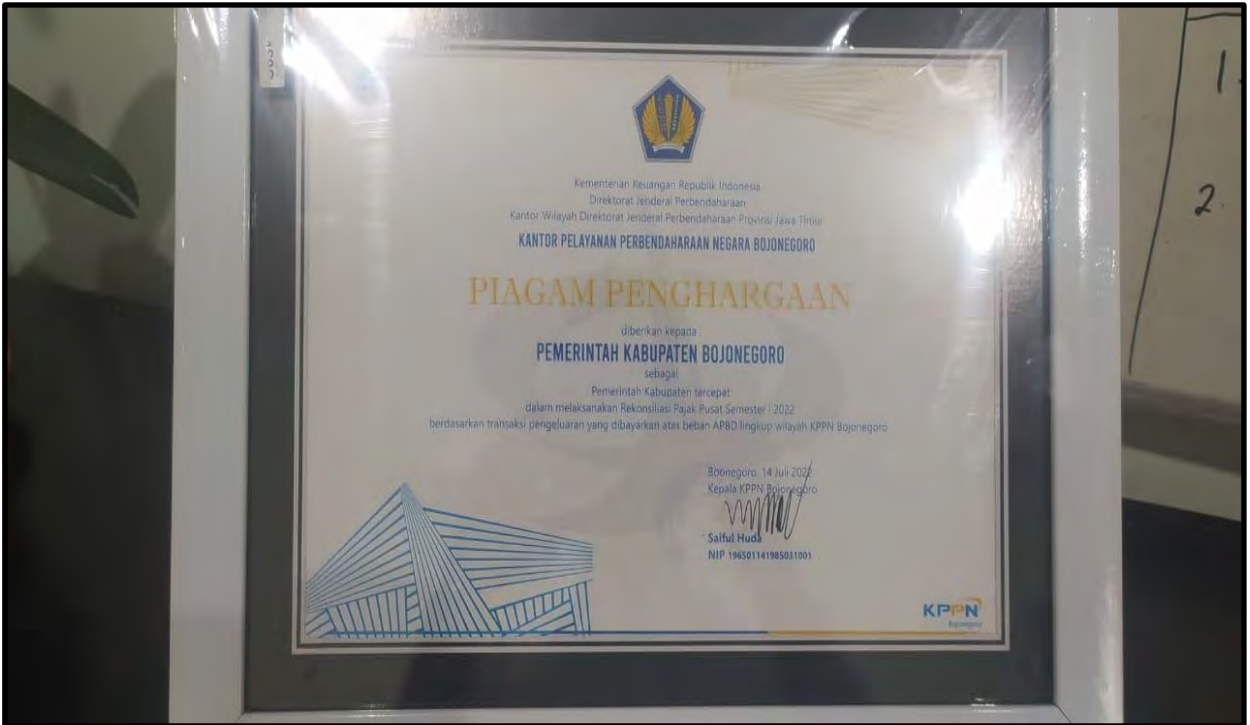 Kementerian Keuangan Republik Indonesia
Direktorat Jenderal Perbendaharaan
Kantor Wilayah Direktorat Jenderal Perbendaharaan Provinsi Jawa Timur
KANTOR PELAYANAN PERBENDAHARAAN NEGARA BOJONEGORO
PIAGAM PENGHARGAAN
diberikan kepada :
PEMERINTAH KABUPATEN BOJONEGORO
sebagai
Pemerintah Kabupaten tercepat
dalam melaksanakan Rekonsiliasi Pajak Pusat Semester I 2022
berdasarkan transaksi pengeluaran yang dibayarkan atas beban APBD lingkup wilayah KPPN Bojonegoro
Boonegoro, 14 Juli 2022
Kepala KPPN Bojonegoro
Saiful Huda
NIP 196501141985031001
KPPN
Bojonegoro
1.
2.